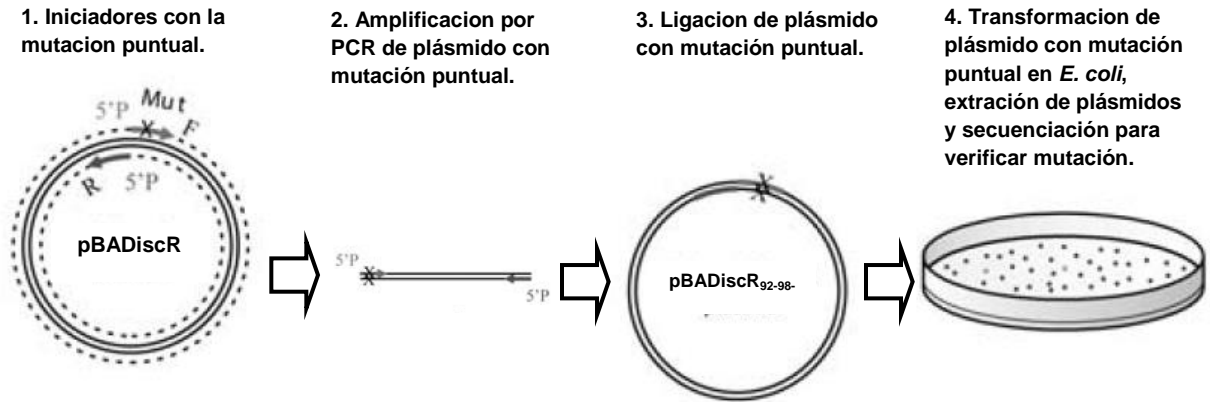 1. Iniciadores con la
mutacion puntual.
2. Amplificacion por
PCR de plásmido con
mutación puntual.
3. Ligacion de plásmido
con mutación puntual.
4. Transformacion de
plásmido con mutación
puntual en E. coli,
extracción de plásmidos
y secuenciación para
verificar mutación.
5'P Mut
X F
R 5'P
pBADiscR
5'P
X
5'P
X
pBADiscR92-98-